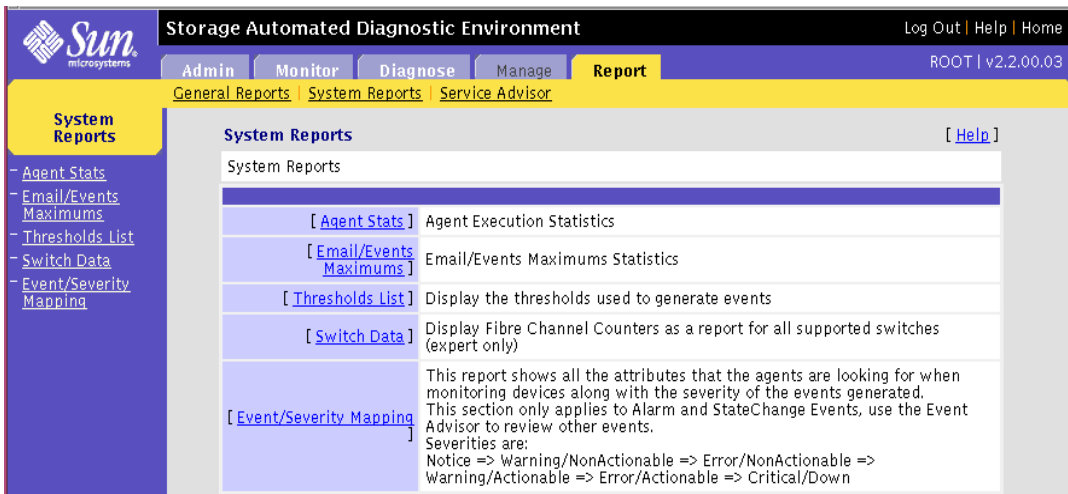 Sun
microsystems
Storage Automated Diagnostic Environment
Log Out | Help | Home
Admin
Monitor
Diagnose
Manage
Report
ROOT | v2.2.00.03
General Reports | System Reports | Service Advisor
System
Reports
– Agent Stats
– Email/Events
Maximums
– Thresholds List
– Switch Data
– Event/Severity
Mapping
System Reports
[ Help ]
System Reports
[ Agent Stats ]
Agent Execution Statistics
[ Email/Events
Maximums ]
Email/Events Maximums Statistics
[ Thresholds List ]
Display the thresholds used to generate events
[ Switch Data ]
Display Fibre Channel Counters as a report for all supported switches
(expert only)
[ Event/Severity Mapping
]
This report shows all the attributes that the agents are looking for when
monitoring devices along with the severity of the events generated.
This section only applies to Alarm and StateChange Events, use the Event
Advisor to review other events.
Severities are:
Notice => Warning/NonActionable => Error/NonActionable =>
Warning/Actionable => Error/Actionable => Critical/Down